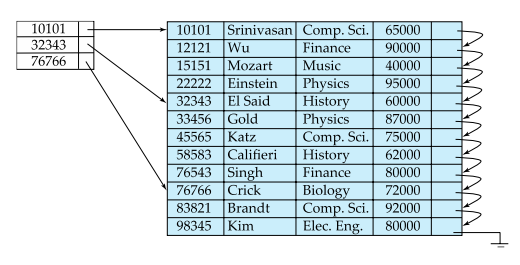 10101
32343
76766
10101 Srinivasan Comp. Sci. 65000
12121 Wu Finance 90000
15151 Mozart Music 40000
22222 Einstein Physics 95000
32343 El Said History 60000
33456 Gold Physics 87000
45565 Katz Comp. Sci. 75000
58583 Califieri History 62000
76543 Singh Finance 80000
76766 Crick Biology 72000
83821 Brandt Comp. Sci. 92000
98345 Kim Elec. Eng. 80000